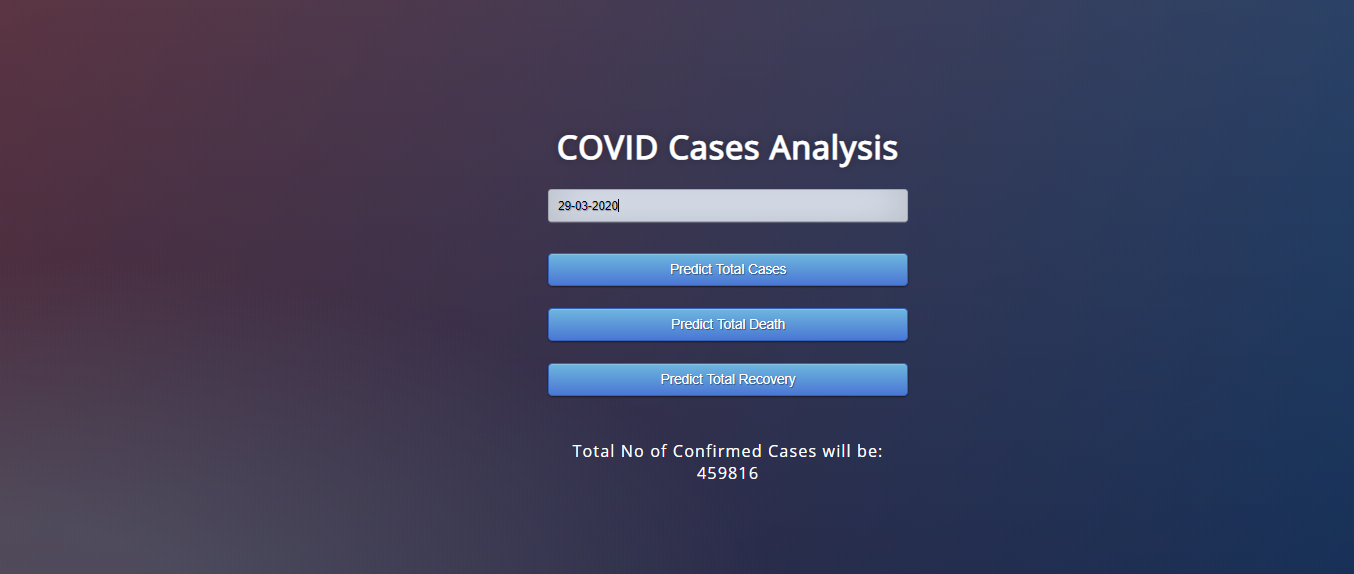 COVID Cases Analysis
29-03-2020
Predict Total Cases
Predict Total Death
Predict Total Recovery
Total No of Confirmed Cases will be:
459816